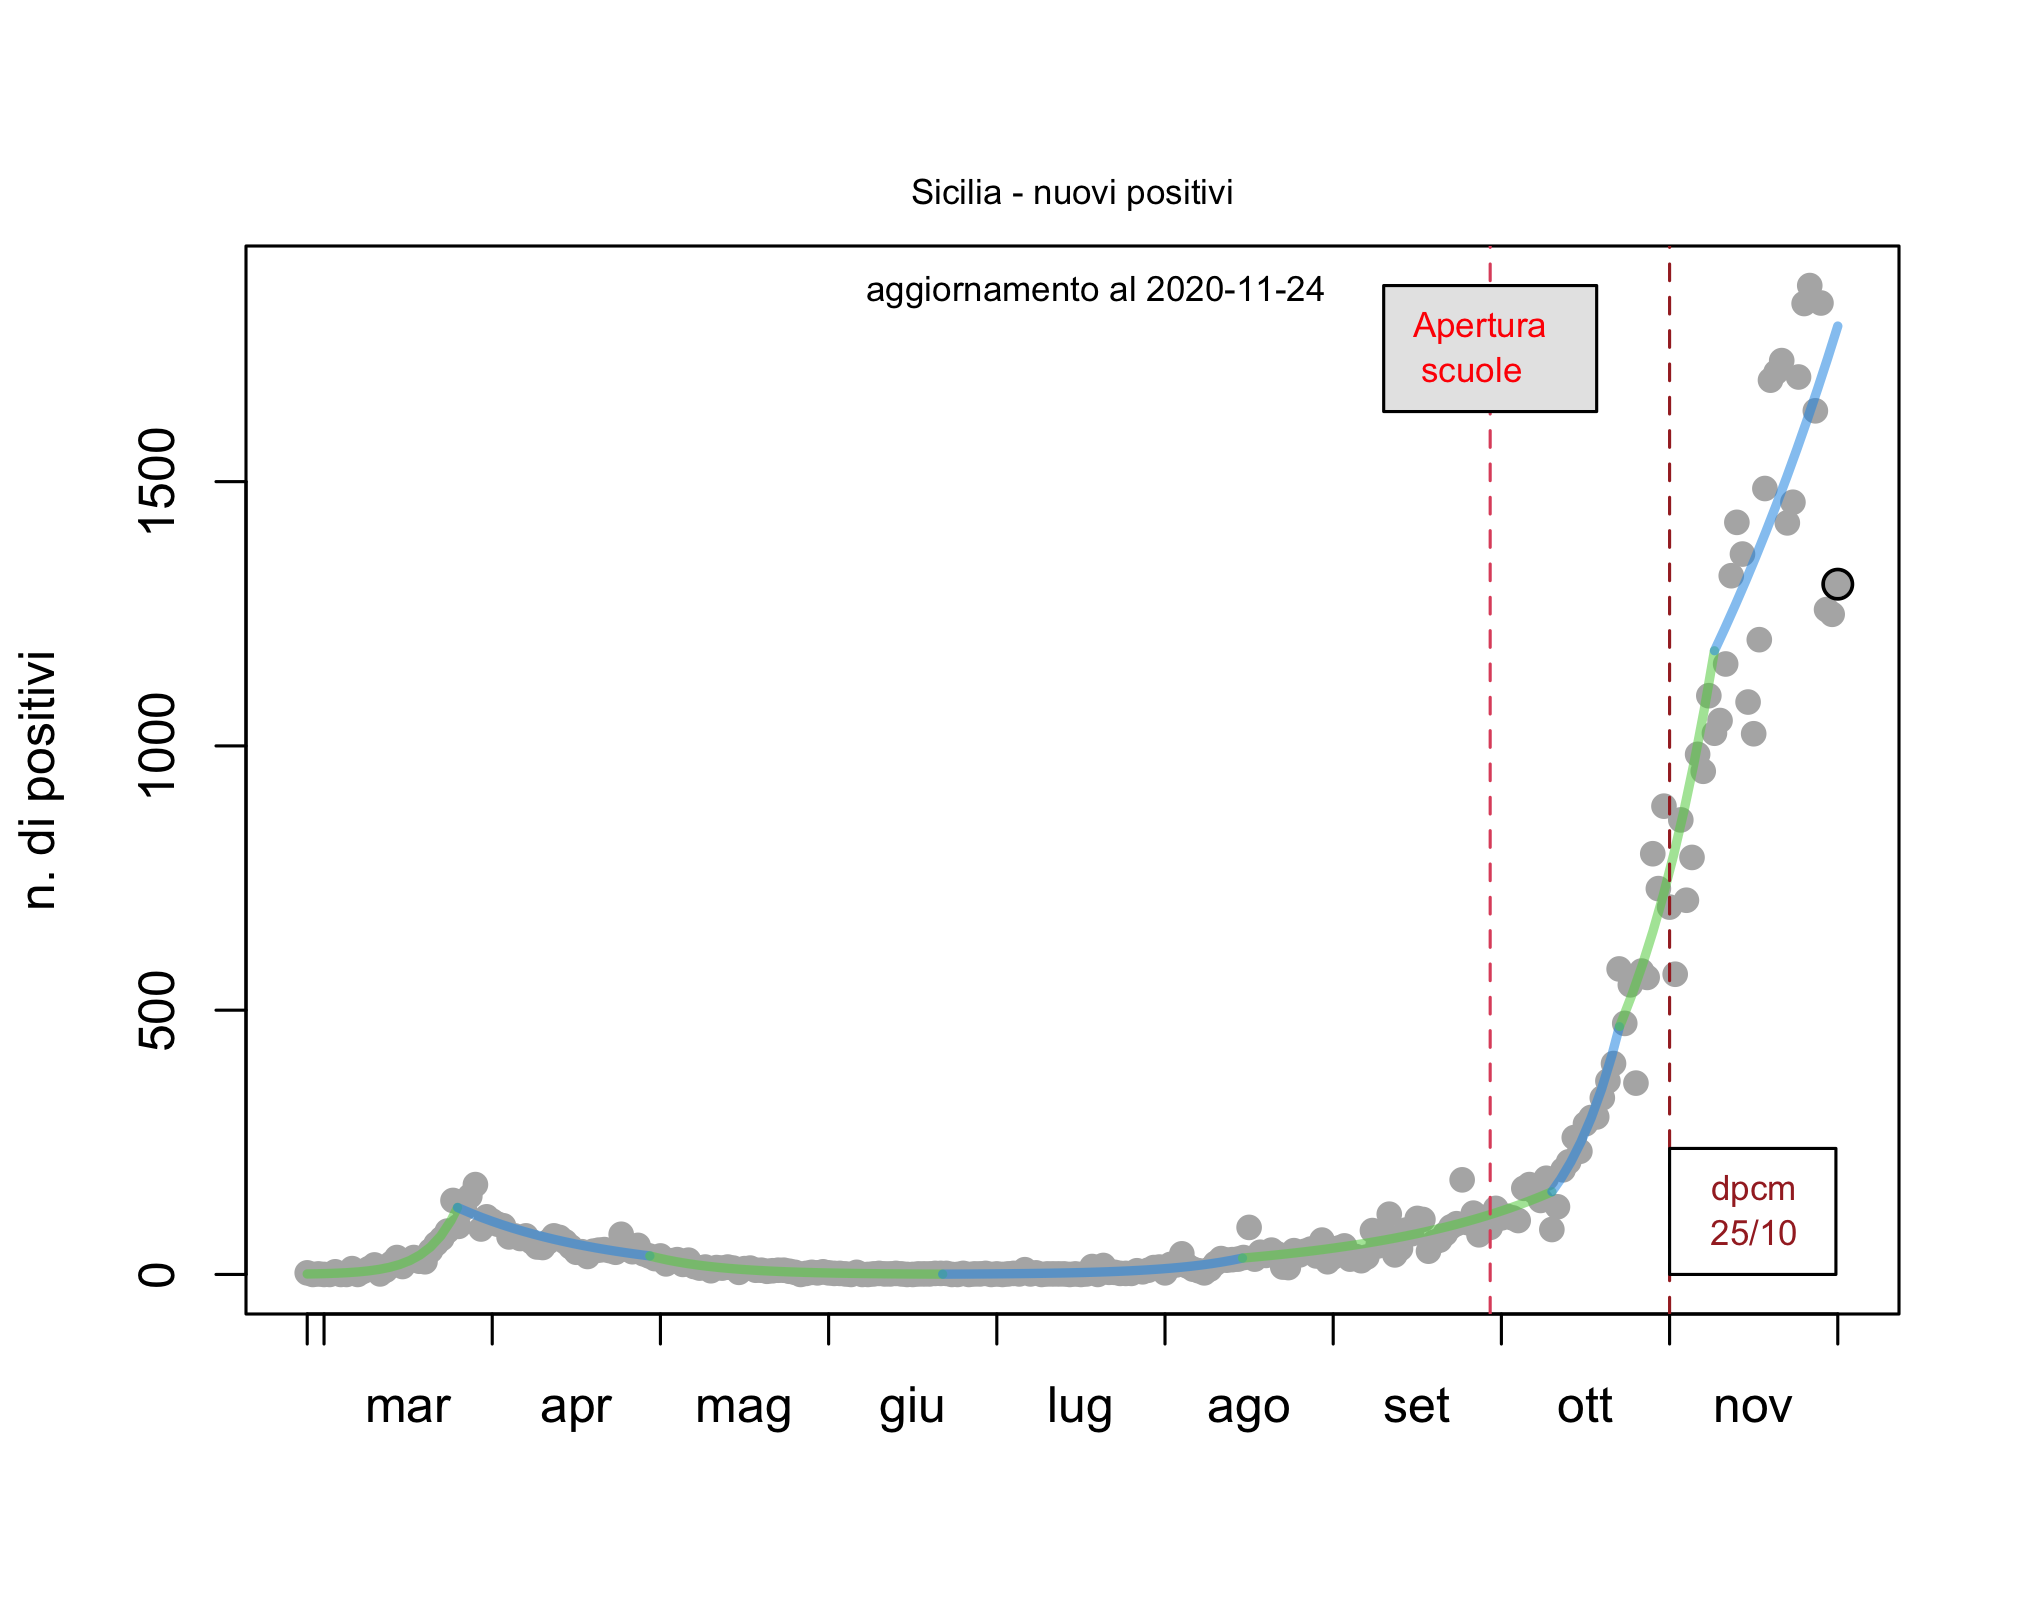 Sicilia - nuovi positivi
aggiornamento al 2020-11-24
Apertura
scuole
n. di positivi
1500
1000
500
0
dpcm
25/10
mar apr mag giu lug ago set ott nov